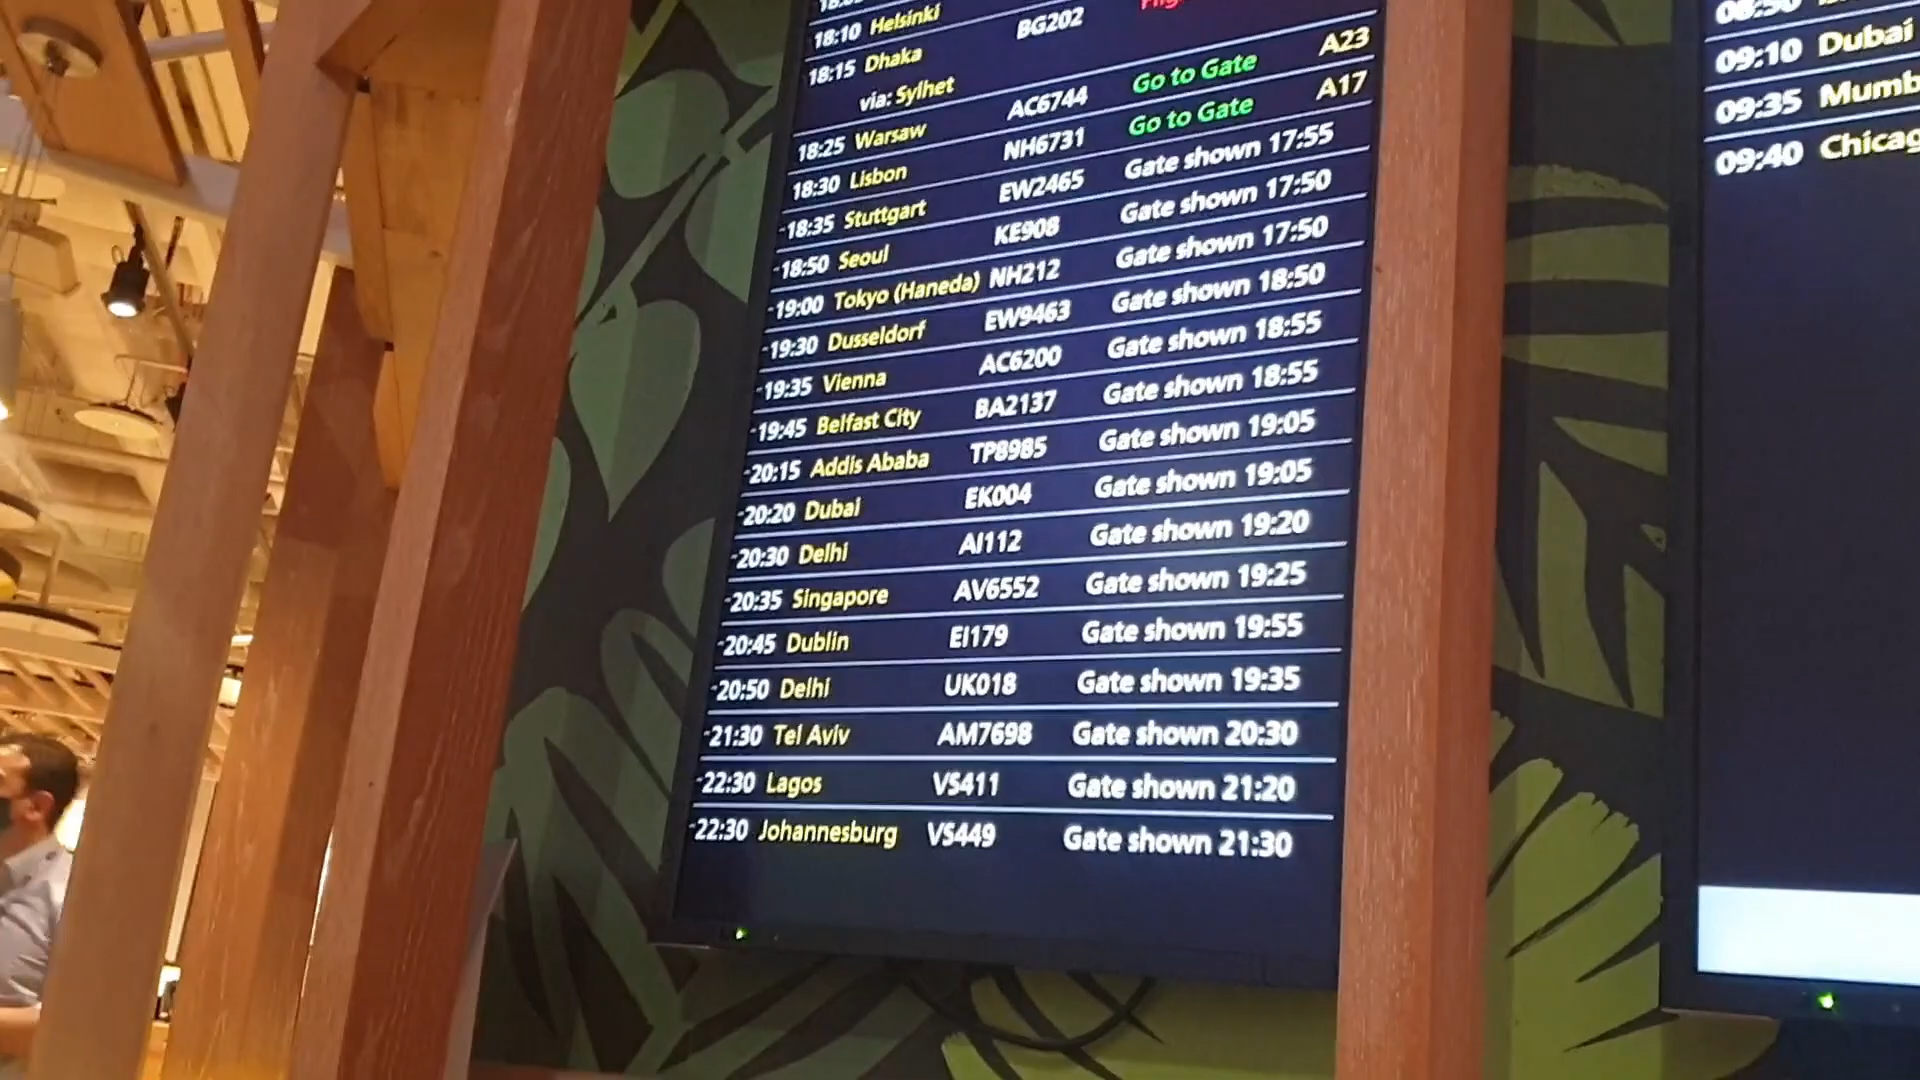 18:10 Helsinki
18:15 Dhaka BG202
via: Sylhet
18:25 Warsaw AC6744 Go to Gate A23
18:30 Lisbon NH6731 Go to Gate A17
18:35 Stuttgart EW2465 Gate shown 17:55
18:50 Seoul KE908 Gate shown 17:50
19:00 Tokyo (Haneda) NH212 Gate shown 17:50
19:30 Dusseldorf EW9463 Gate shown 18:50
19:35 Vienna AC6200 Gate shown 18:55
19:45 Belfast City BA2137 Gate shown 18:55
20:15 Addis Ababa TP8985 Gate shown 19:05
20:20 Dubai EK004 Gate shown 19:05
20:30 Delhi AI112 Gate shown 19:20
20:35 Singapore AV6552 Gate shown 19:25
20:45 Dublin EI179 Gate shown 19:55
20:50 Delhi UK018 Gate shown 19:35
21:30 Tel Aviv AM7698 Gate shown 20:30
22:30 Lagos VS411 Gate shown 21:20
22:30 Johannesburg VS449 Gate shown 21:30
09:10 Dubai
09:35 Mumb
09:40 Chicag